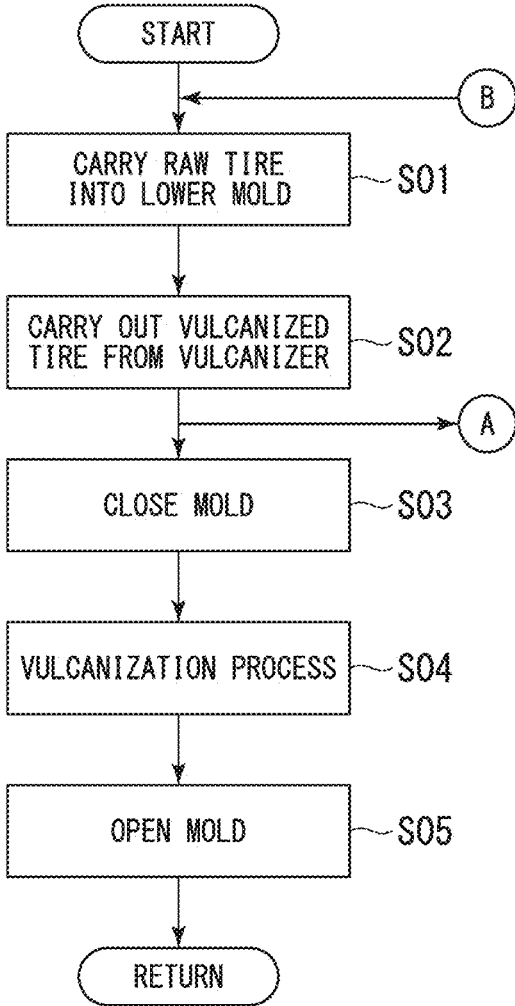 START
B
CARRY RAW TIRE
INTO LOWER MOLD
S01
CARRY OUT VULCANIZED
TIRE FROM VULCANIZER
S02
A
CLOSE MOLD
S03
VULCANIZATION PROCESS
S04
OPEN MOLD
S05
RETURN